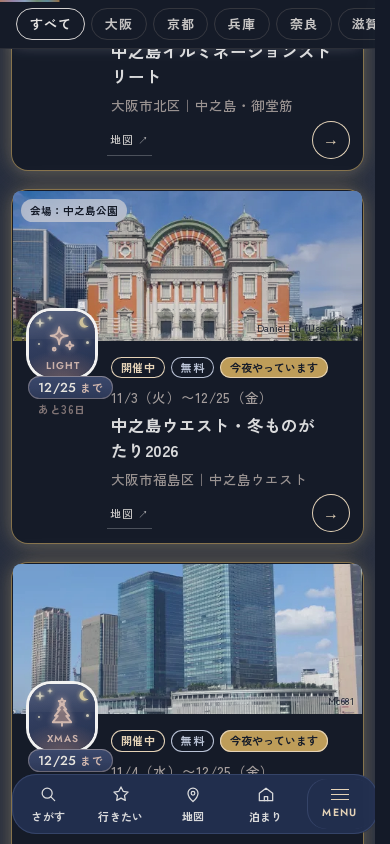 すべて
大阪
京都
兵庫
奈良
滋賀
中之島イルミネーションスト
リート
大阪市北区｜中之島・御堂筋
地図 ↗
→
会場：中之島公園
LIGHT
12/25 まで
あと36日
開催中
無料
今夜やっています
11/3（火）〜12/25（金）
中之島ウエスト・冬ものが
たり2026
大阪市福島区｜中之島ウエスト
地図 ↗
→
Mc681
XMAS
12/25 まで
開催中
無料
今夜やっています
11/4（水）〜12/25（金）
さがす
行きたい
地図
泊まり
MENU